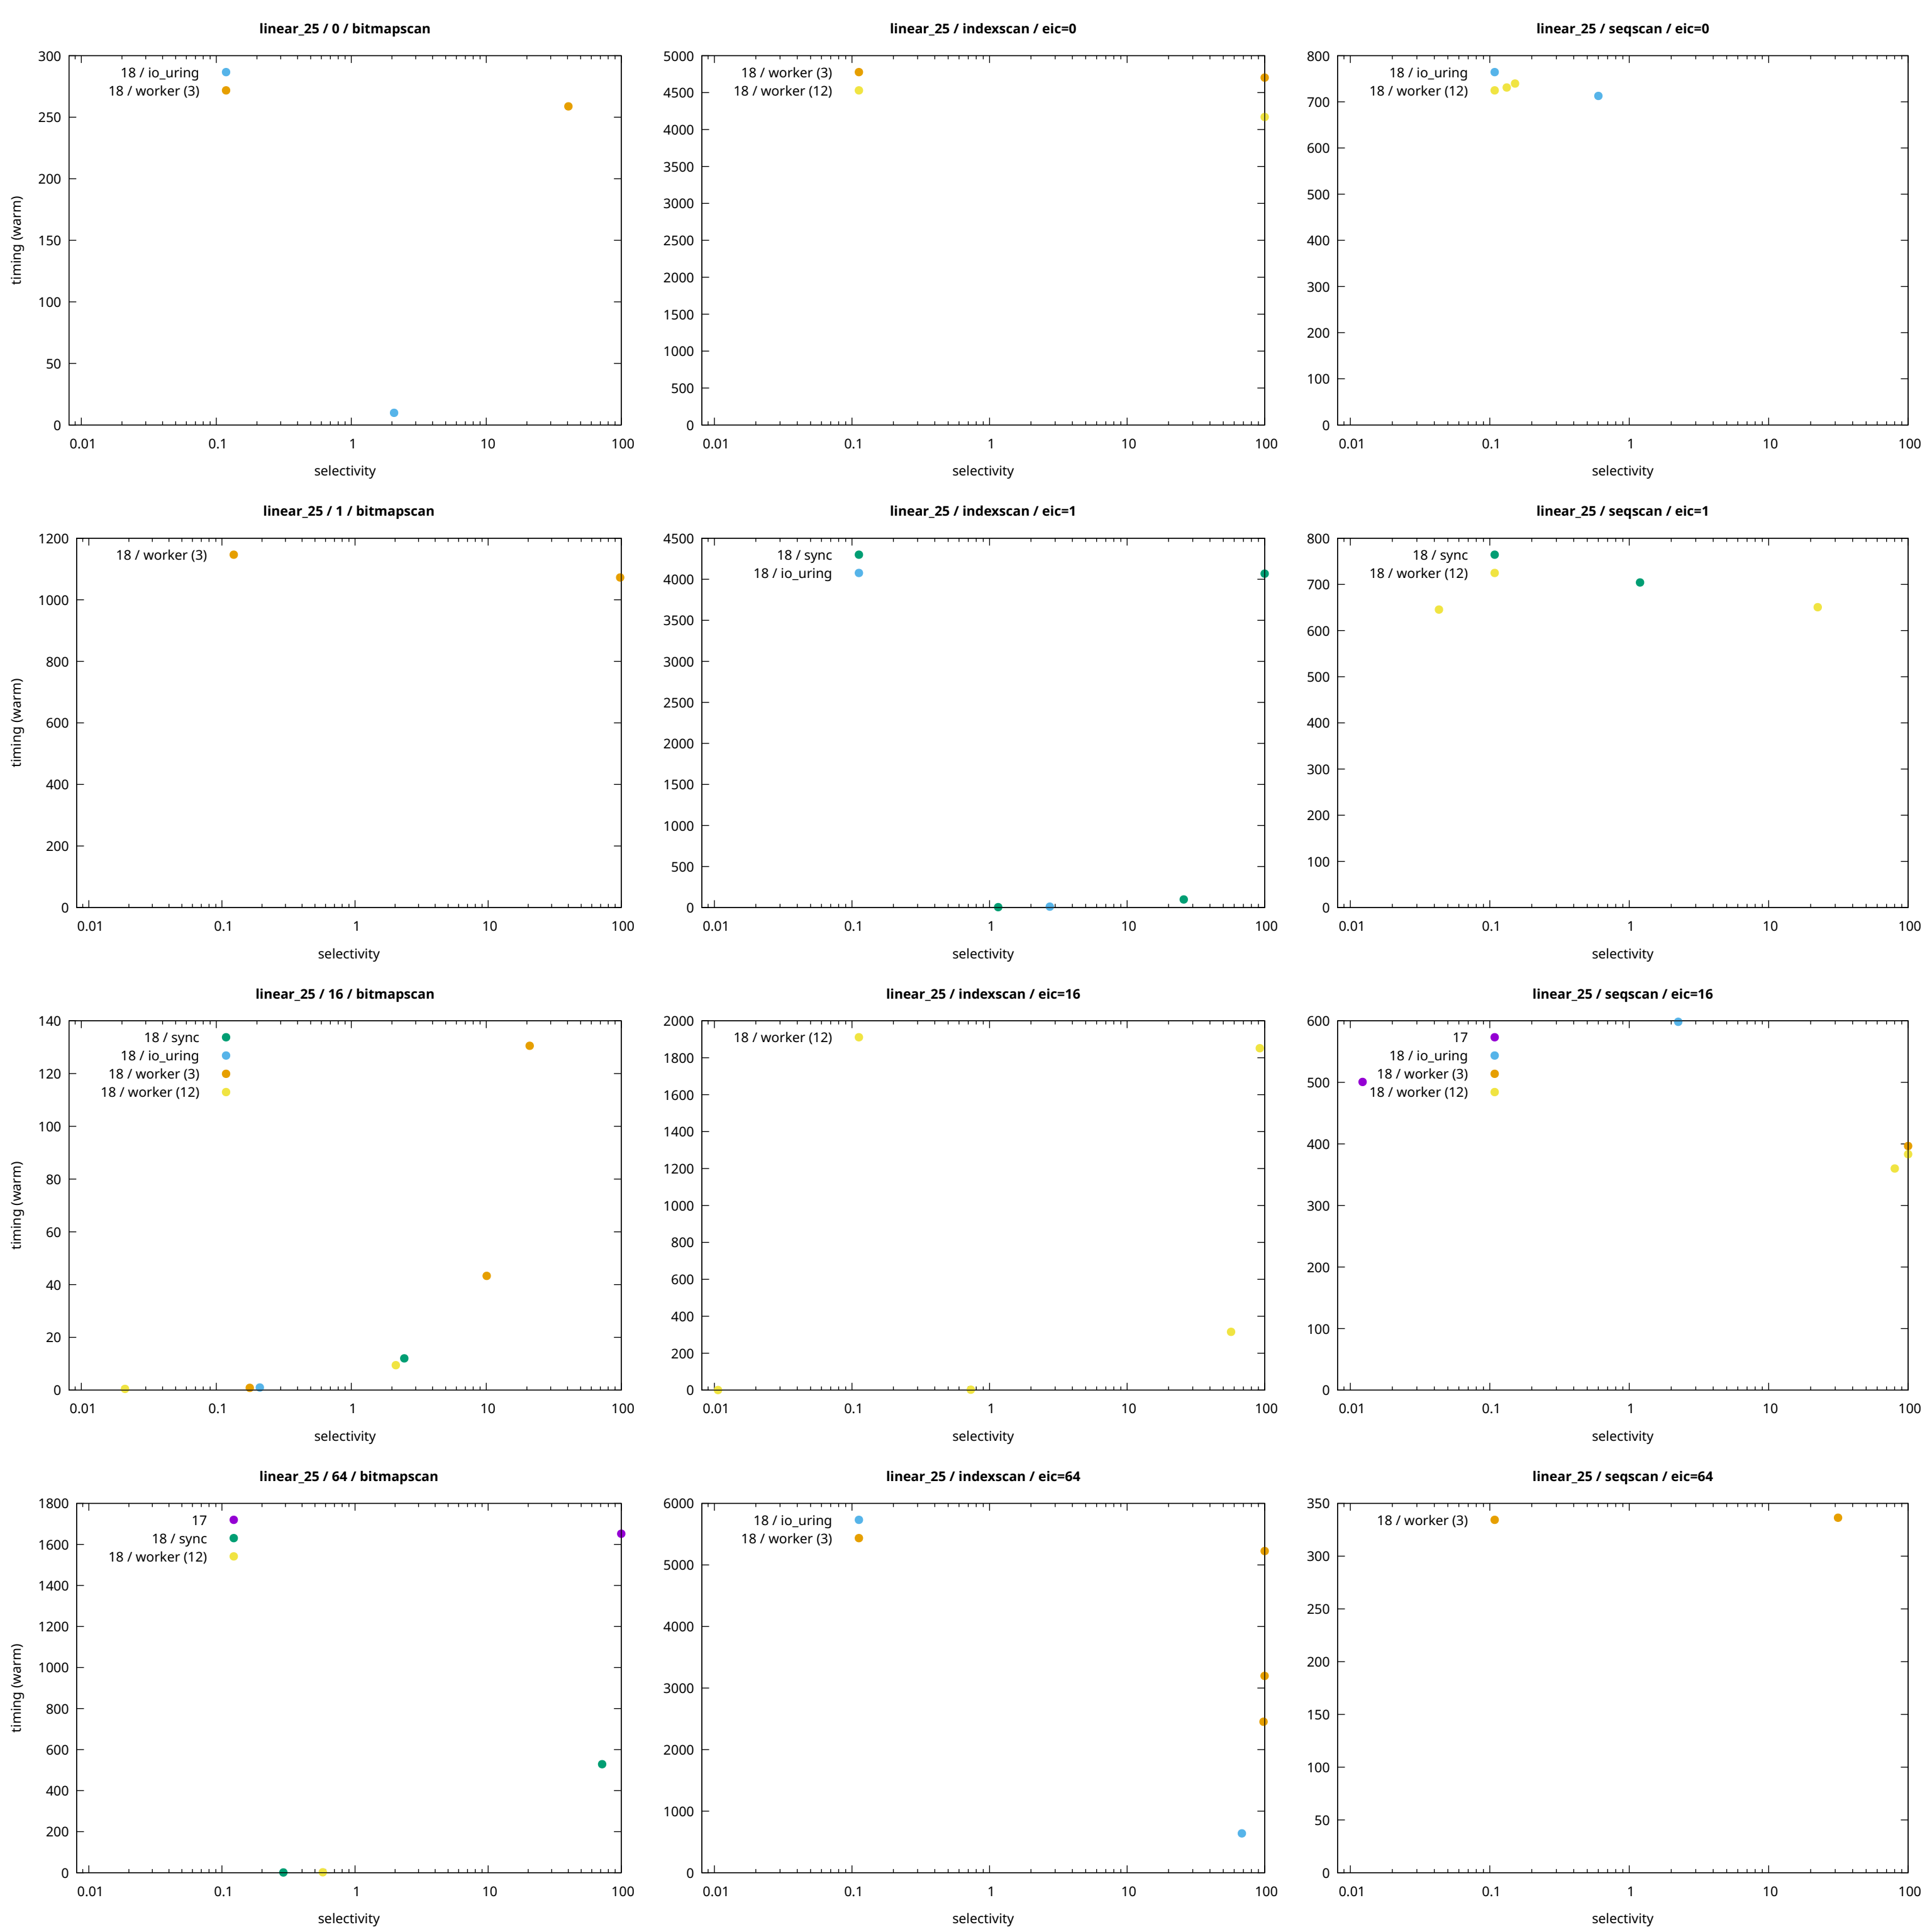 linear_25 / 0 / bitmapscan
300
250
200
150
100
50
0
0.01 0.1 1 10 100
selectivity
timing (warm)
18 / io_uring
18 / worker (3)
linear_25 / indexscan / eic=0
5000
4500
4000
3500
3000
2500
2000
1500
1000
500
0
0.01 0.1 1 10 100
selectivity
18 / worker (3)
18 / worker (12)
linear_25 / seqscan / eic=0
800
700
600
500
400
300
200
100
0
0.01 0.1 1 10 100
selectivity
18 / io_uring
18 / worker (12)
linear_25 / 1 / bitmapscan
1200
1000
800
600
400
200
0
0.01 0.1 1 10 100
selectivity
timing (warm)
18 / worker (3)
linear_25 / indexscan / eic=1
4500
4000
3500
3000
2500
2000
1500
1000
500
0
0.01 0.1 1 10 100
selectivity
18 / sync
18 / io_uring
linear_25 / seqscan / eic=1
800
700
600
500
400
300
200
100
0
0.01 0.1 1 10 100
selectivity
18 / sync
18 / worker (12)
linear_25 / 16 / bitmapscan
140
120
100
80
60
40
20
0
0.01 0.1 1 10 100
selectivity
timing (warm)
18 / sync
18 / io_uring
18 / worker (3)
18 / worker (12)
linear_25 / indexscan / eic=16
2000
1800
1600
1400
1200
1000
800
600
400
200
0
0.01 0.1 1 10 100
selectivity
18 / worker (12)
linear_25 / seqscan / eic=16
600
500
400
300
200
100
0
0.01 0.1 1 10 100
selectivity
17
18 / io_uring
18 / worker (3)
18 / worker (12)
linear_25 / 64 / bitmapscan
1800
1600
1400
1200
1000
800
600
400
200
0
0.01 0.1 1 10 100
selectivity
timing (warm)
17
18 / sync
18 / worker (12)
linear_25 / indexscan / eic=64
6000
5000
4000
3000
2000
1000
0
0.01 0.1 1 10 100
selectivity
18 / io_uring
18 / worker (3)
linear_25 / seqscan / eic=64
350
300
250
200
150
100
50
0
0.01 0.1 1 10 100
selectivity
18 / worker (3)